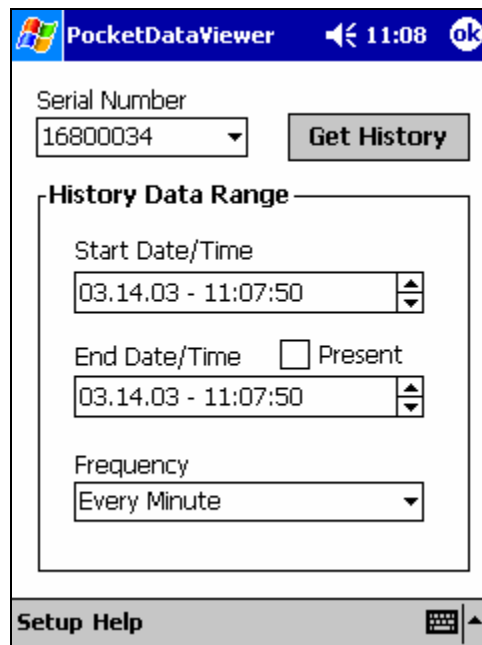 PocketDataViewer 11:08 ok
Serial Number
16800034 Get History
History Data Range
Start Date/Time
03.14.03 - 11:07:50
End Date/Time Present
03.14.03 - 11:07:50
Frequency
Every Minute
Setup Help